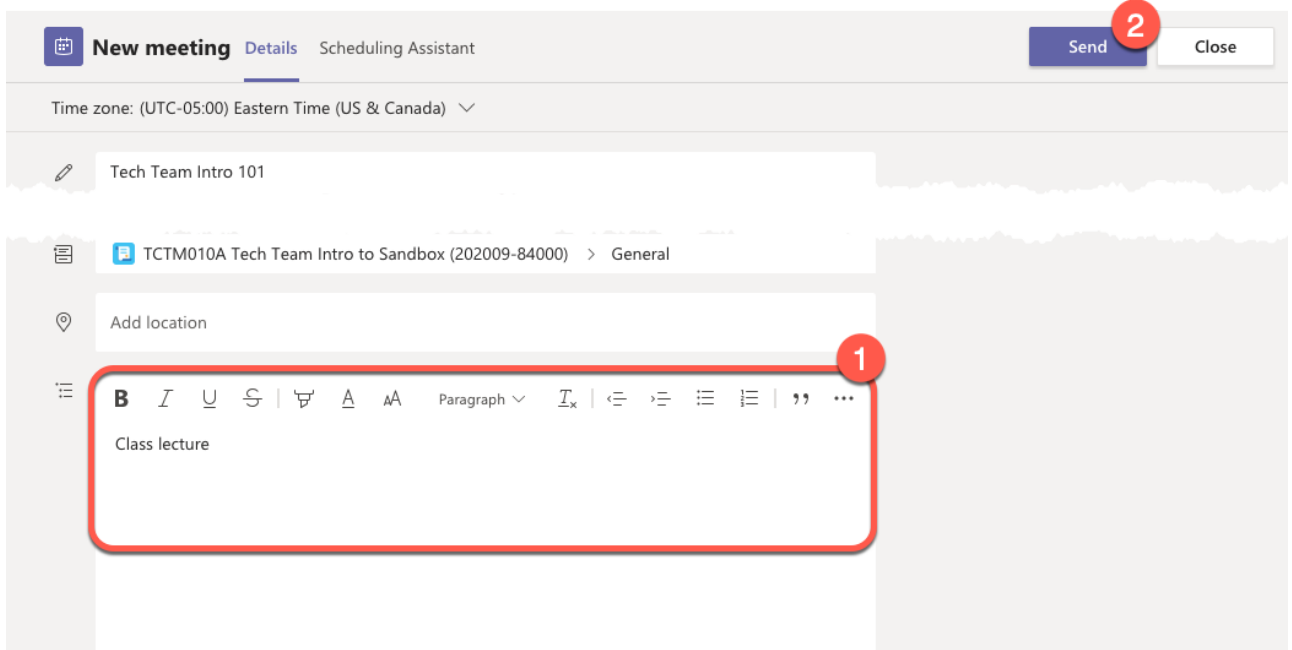 New meeting Details Scheduling Assistant Send 2 Close
Time zone: (UTC-05:00) Eastern Time (US & Canada)
Tech Team Intro 101
TCTM010A Tech Team Intro to Sandbox (202009-84000) > General
Add location
1
B I U S A AA Paragraph Tx
Class lecture